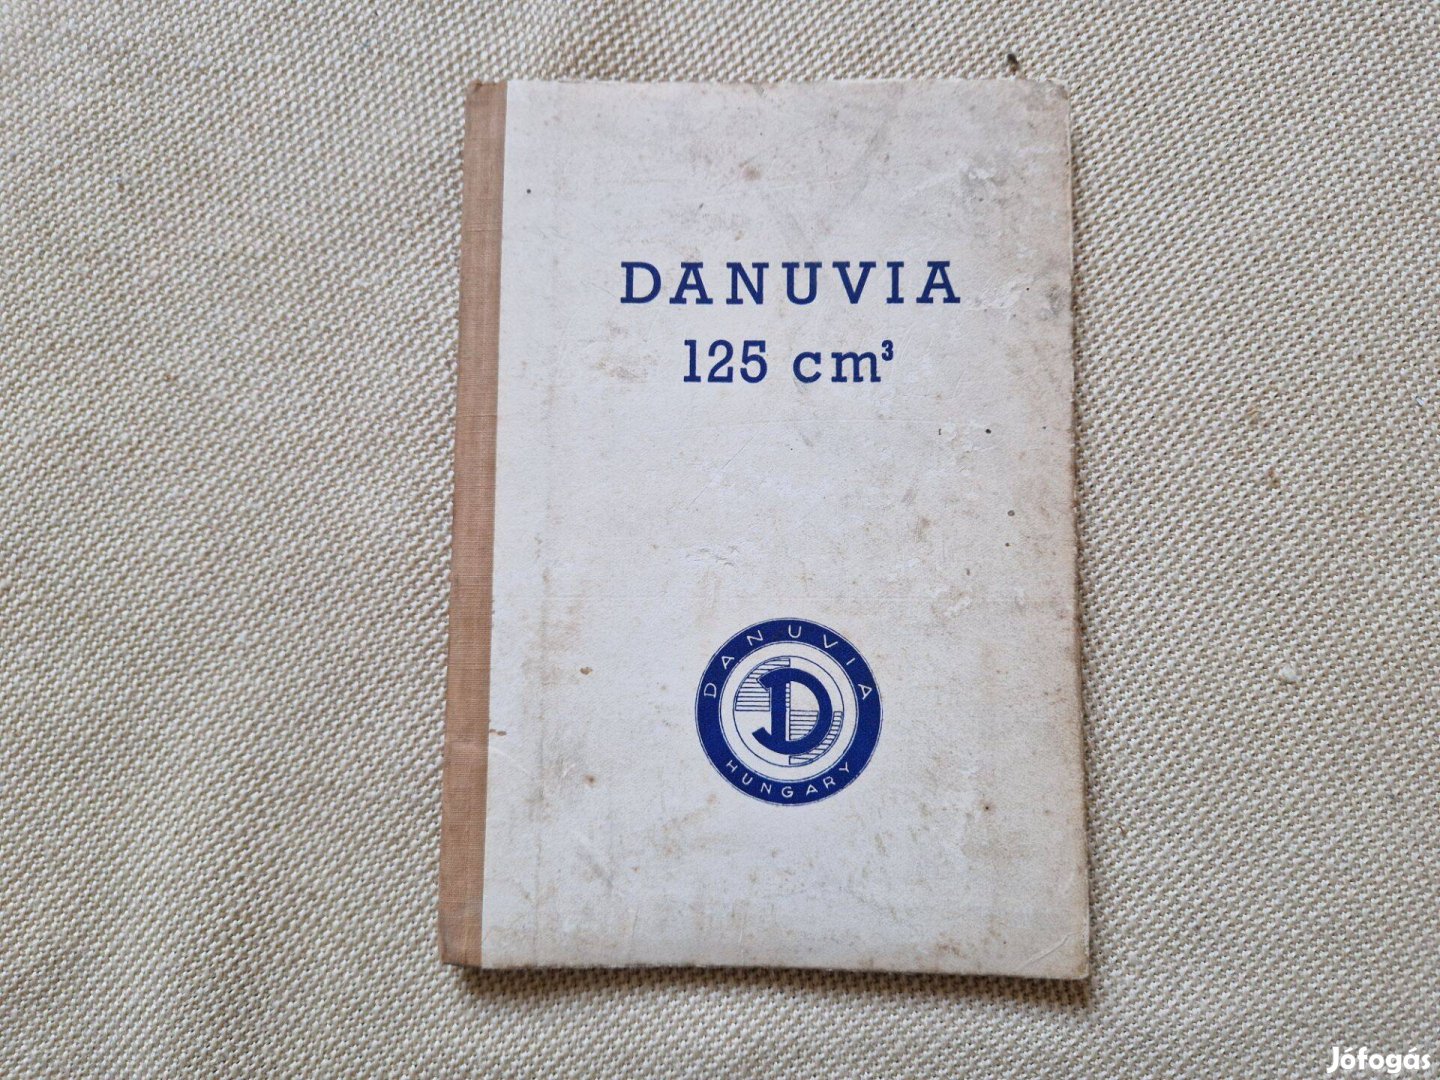 DANUVIA
125 cm³
DANUVIA
D
HUNGARY
Jófogás